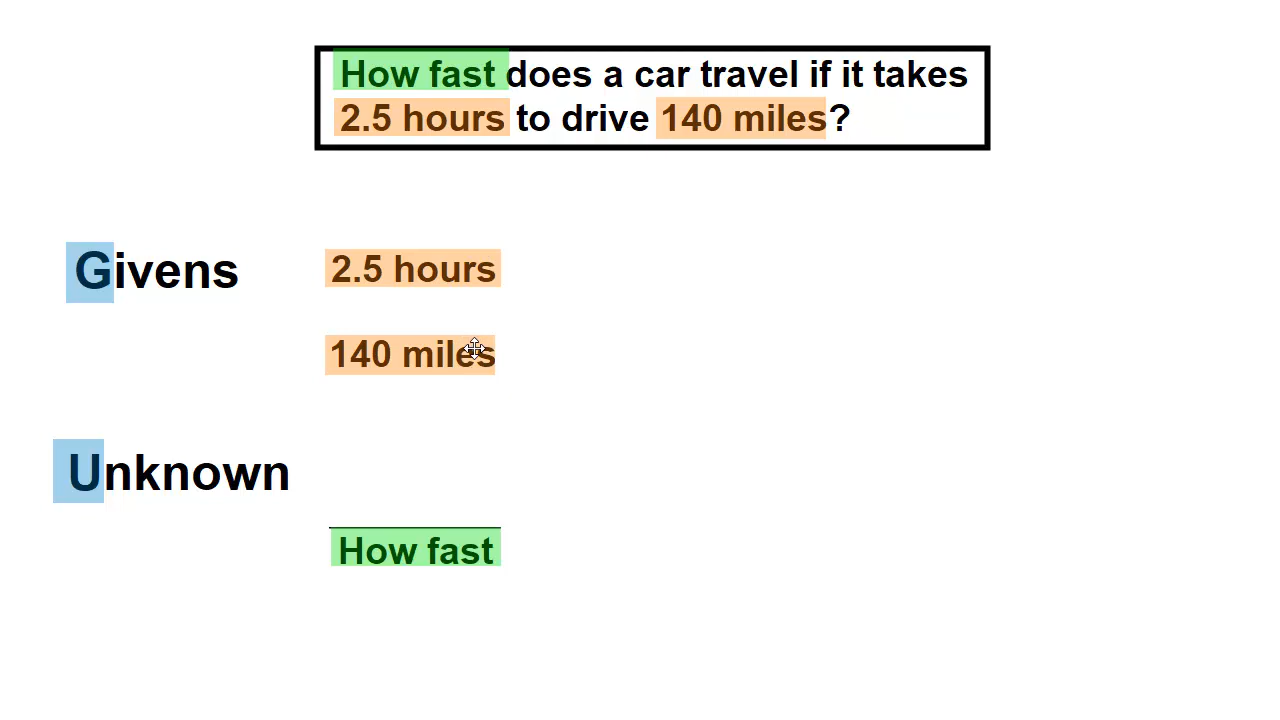 How fast does a car travel if it takes
2.5 hours to drive 140 miles?
Givens
2.5 hours
140 miles
Unknown
How fast